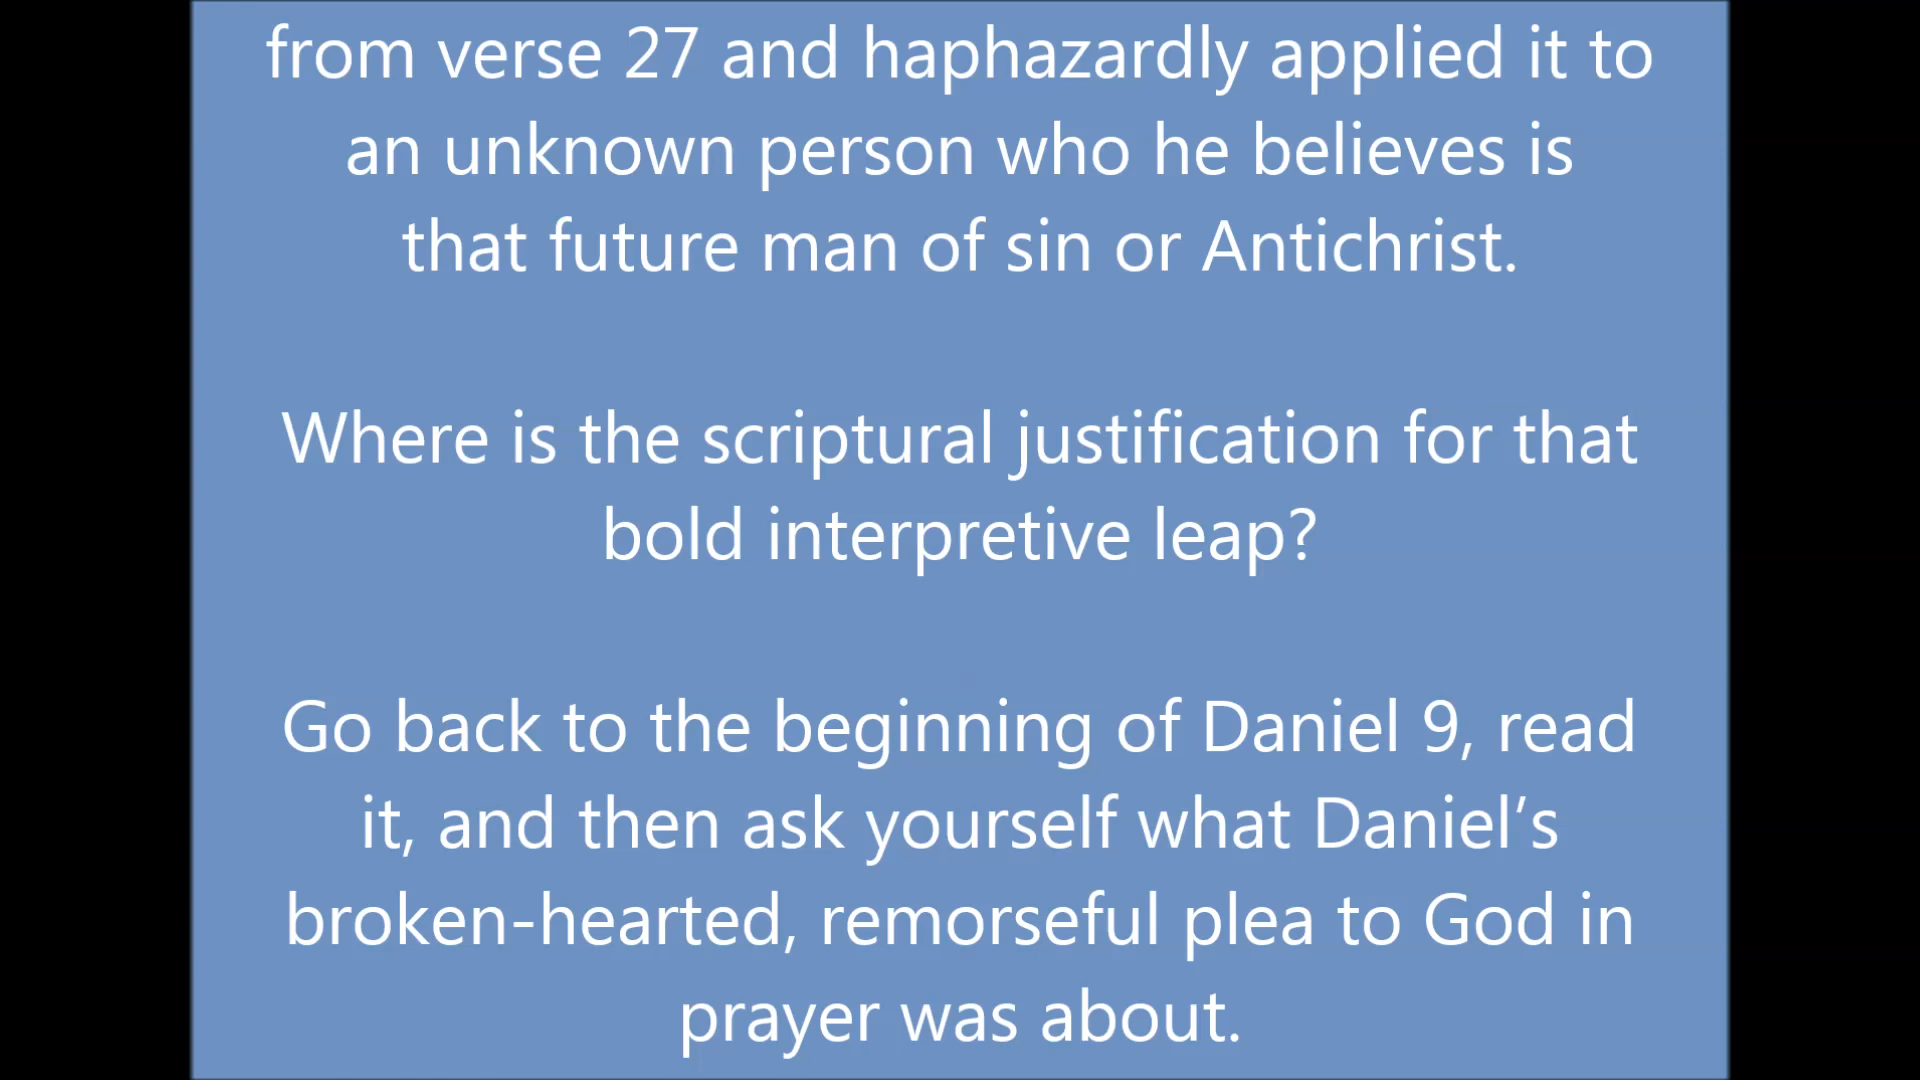 from verse 27 and haphazardly applied it to
an unknown person who he believes is
that future man of sin or Antichrist.
Where is the scriptural justification for that
bold interpretive leap?
Go back to the beginning of Daniel 9, read
it, and then ask yourself what Daniel’s
broken-hearted, remorseful plea to God in
prayer was about.